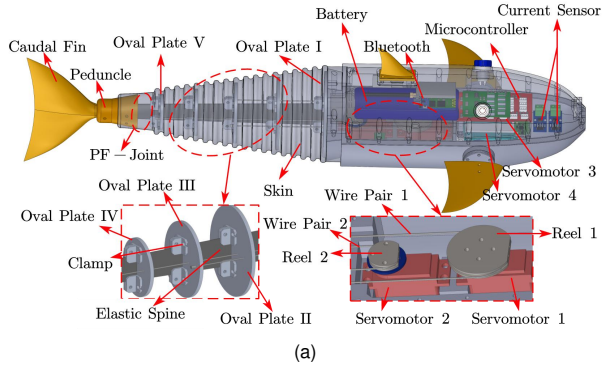 Caudal Fin
Oval Plate V
Oval Plate I
Battery
Current Sensor
Microcontroller
Bluetooth
Peduncle
PF – Joint
Skin
Servomotor 3
Servomotor 4
Oval Plate III
Oval Plate IV
Clamp
Elastic Spine
Oval Plate II
Wire Pair 1
Wire Pair 2
Reel 2
Reel 1
Servomotor 2
Servomotor 1
(a)